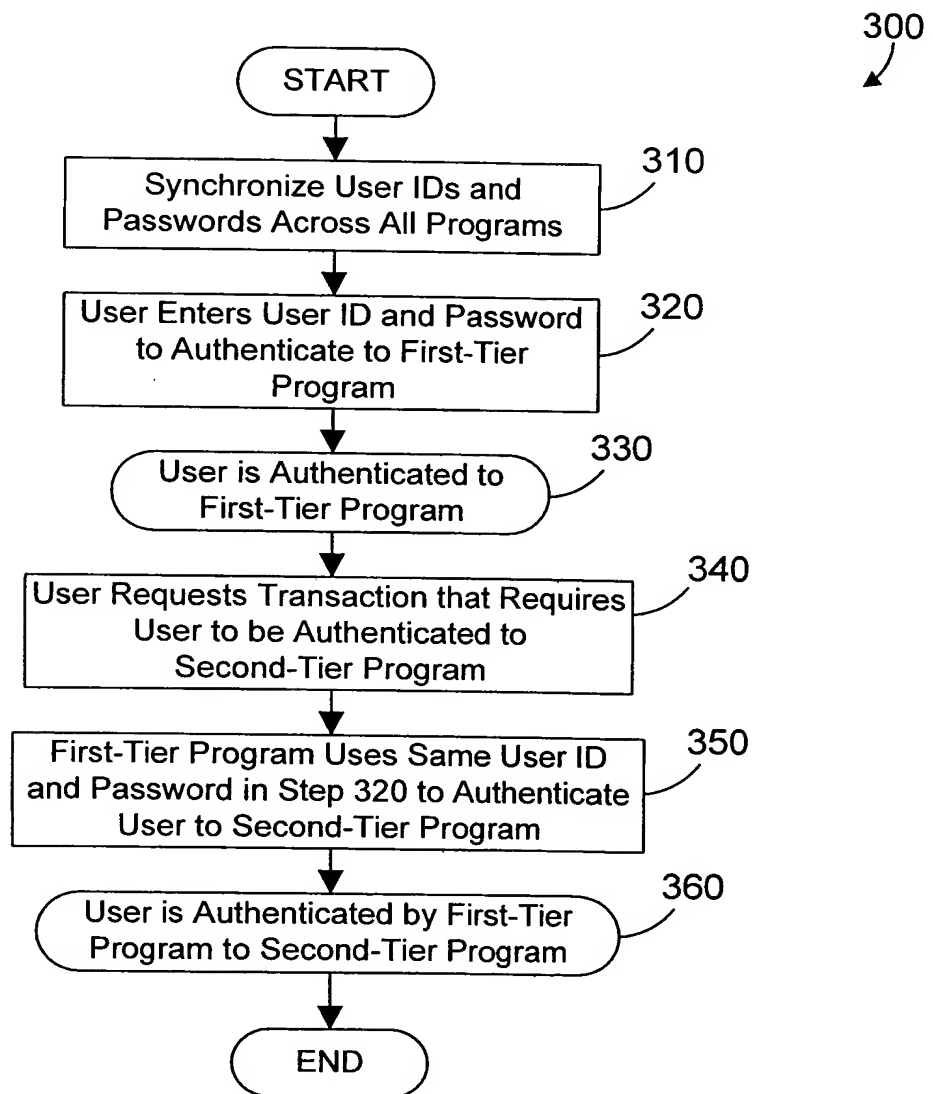 300
START
310
Synchronize User IDs and
Passwords Across All Programs
320
User Enters User ID and Password
to Authenticate to First-Tier
Program
330
User is Authenticated to
First-Tier Program
340
User Requests Transaction that Requires
User to be Authenticated to
Second-Tier Program
350
First-Tier Program Uses Same User ID
and Password in Step 320 to Authenticate
User to Second-Tier Program
360
User is Authenticated by First-Tier
Program to Second-Tier Program
END